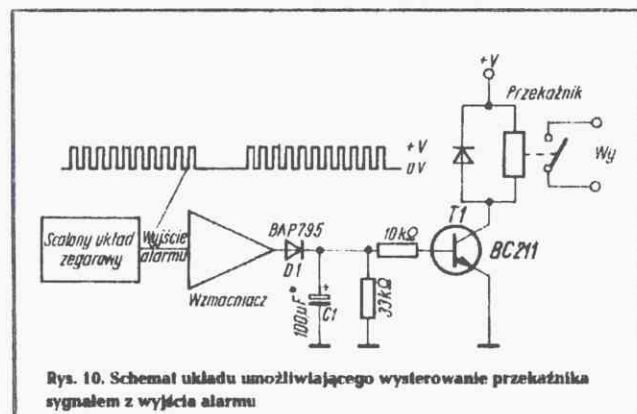 +V
Przekaźnik
+V
0V
Wy
Scalony układ
zegarowy
Wyjście
alarmu
Wzmacniacz
BAP795
D1
100µF*
+
C1
33kΩ
10kΩ
T1
BC211
Rys. 10. Schemat układu umożliwiającego wysterowanie przekaźnika
sygnałem z wyjścia alarmu